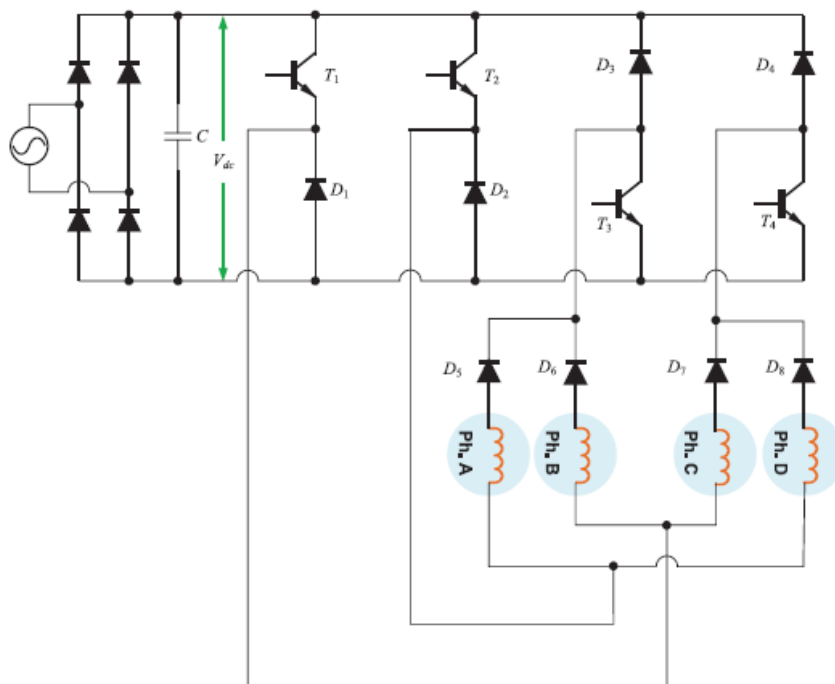 T1
T2
D3
D4
C
Vdc
D1
D2
T3
T4
D5
D6
D7
D8
Ph. A
Ph. B
Ph. C
Ph. D